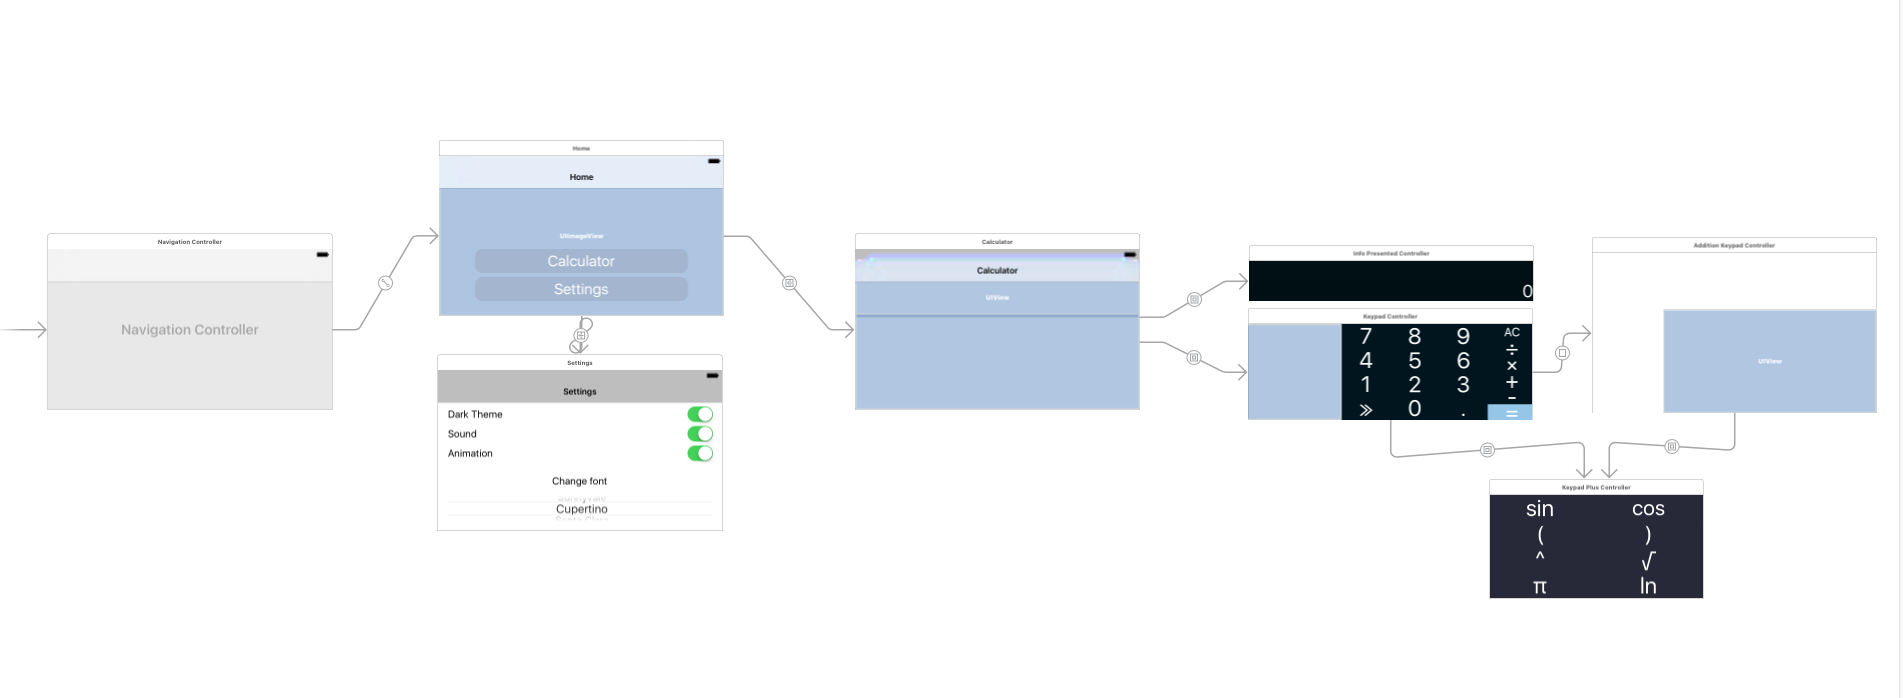 Navigation Controller
Navigation Controller
Home
Home
UIImageView
Calculator
Settings
Settings
Settings
Dark Theme
Sound
Animation
Change font
Sunnyvale
Cupertino
Santa Clara
Calculator
Calculator
UIView
Info Presented Controller
0
Keypad Controller
7 8 9 AC
÷
4 5 6 ×
1 2 3 +
-
» 0 . =
Addition Keypad Controller
UIView
Keypad Plus Controller
sin cos
( )
^ √
π ln